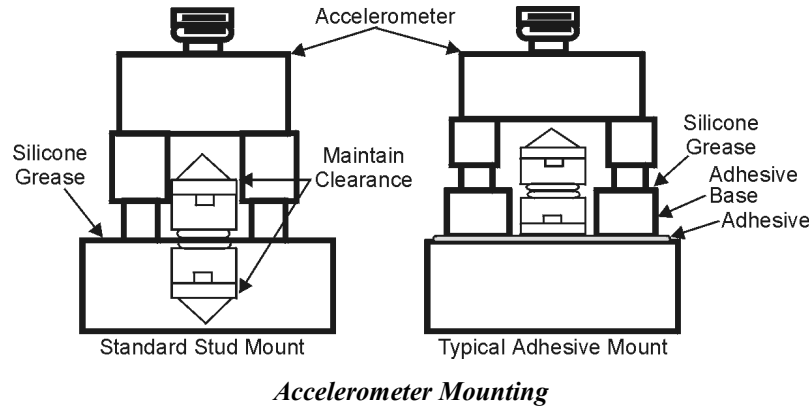 Accelerometer
Silicone
Grease
Maintain
Clearance
Silicone
Grease
Adhesive
Base
Adhesive
Standard Stud Mount
Typical Adhesive Mount
Accelerometer Mounting